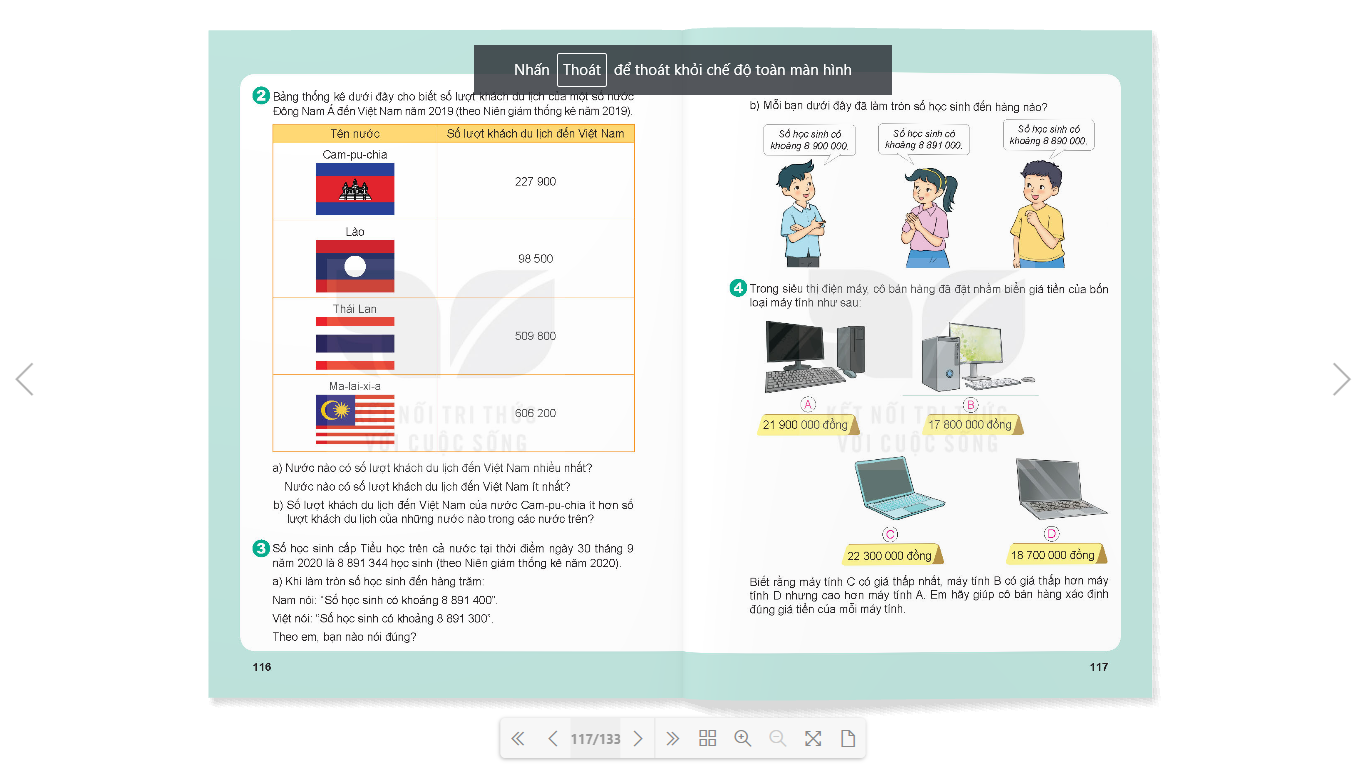 Nhấn Thoát để thoát khỏi chế độ toàn màn hình
2 Bảng thống kê dưới đây cho biết số lượt khách du lịch của một số nước
Đông Nam Á đến Việt Nam năm 2019 (theo Niên giám thống kê năm 2019).
Tên nước Số lượt khách du lịch đến Việt Nam
Cam-pu-chia
227 900
Lào
98 500
Thái Lan
509 800
Ma-lai-xi-a
606 200
KẾT NỐI TRI THỨC
VỚI CUỘC SỐNG
a) Nước nào có số lượt khách du lịch đến Việt Nam nhiều nhất?
Nước nào có số lượt khách du lịch đến Việt Nam ít nhất?
b) Số lượt khách du lịch đến Việt Nam của nước Cam-pu-chia ít hơn số
lượt khách du lịch của những nước nào trong các nước trên?
3 Số học sinh cấp Tiểu học trên cả nước tại thời điểm ngày 30 tháng 9
năm 2020 là 8 891 344 học sinh (theo Niên giám thống kê năm 2020).
a) Khi làm tròn số học sinh đến hàng trăm:
Nam nói: "Số học sinh có khoảng 8 891 400".
Việt nói: "Số học sinh có khoảng 8 891 300".
Theo em, bạn nào nói đúng?
116
b) Mỗi bạn dưới đây đã làm tròn số học sinh đến hàng nào?
Số học sinh có
khoảng 8 900 000.
Số học sinh có
khoảng 8 891 000.
Số học sinh có
khoảng 8 890 000.
4 Trong siêu thị điện máy, cô bán hàng đã đặt nhầm biển giá tiền của bốn
loại máy tính như sau:
A B
KẾT NỐI TRI THỨC
21 900 000 đồng 17 800 000 đồng
VỚI CUỘC SỐNG
C D
22 300 000 đồng 18 700 000 đồng
Biết rằng máy tính C có giá thấp nhất, máy tính B có giá thấp hơn máy
tính D nhưng cao hơn máy tính A. Em hãy giúp cô bán hàng xác định
đúng giá tiền của mỗi máy tính.
117
117/133